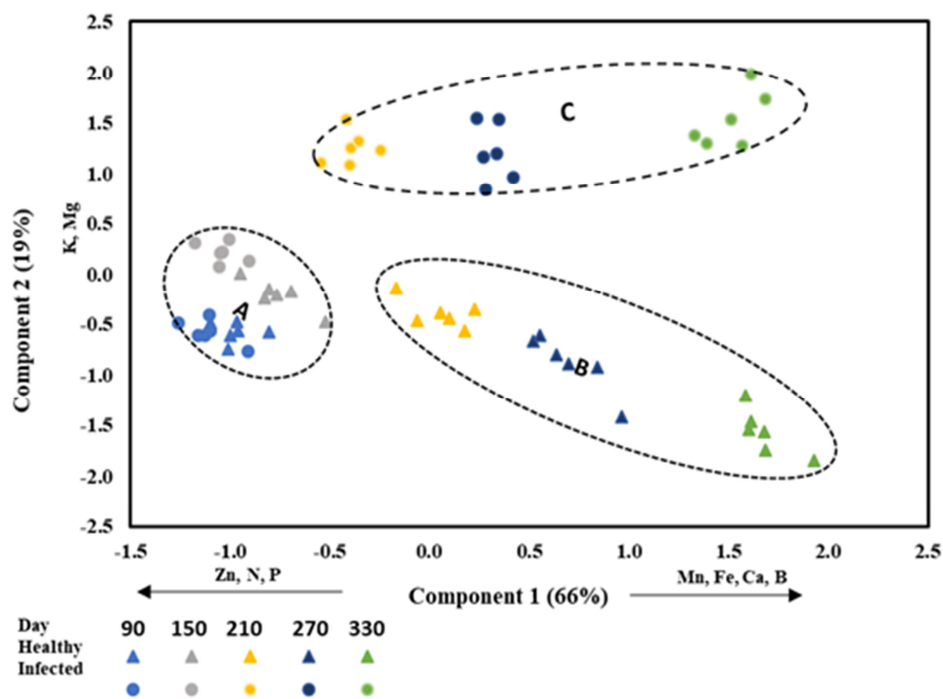 2.5
2.0
1.5
1.0
0.5
0.0
-0.5
-1.0
-1.5
-2.0
-2.5
Component 2 (19%)
K, Mg
C
A
B
-1.5 -1.0 -0.5 0.0 0.5 1.0 1.5 2.0 2.5
Zn, N, P
Mn, Fe, Ca, B
Component 1 (66%)
Day 90 150 210 270 330
Healthy
Infected